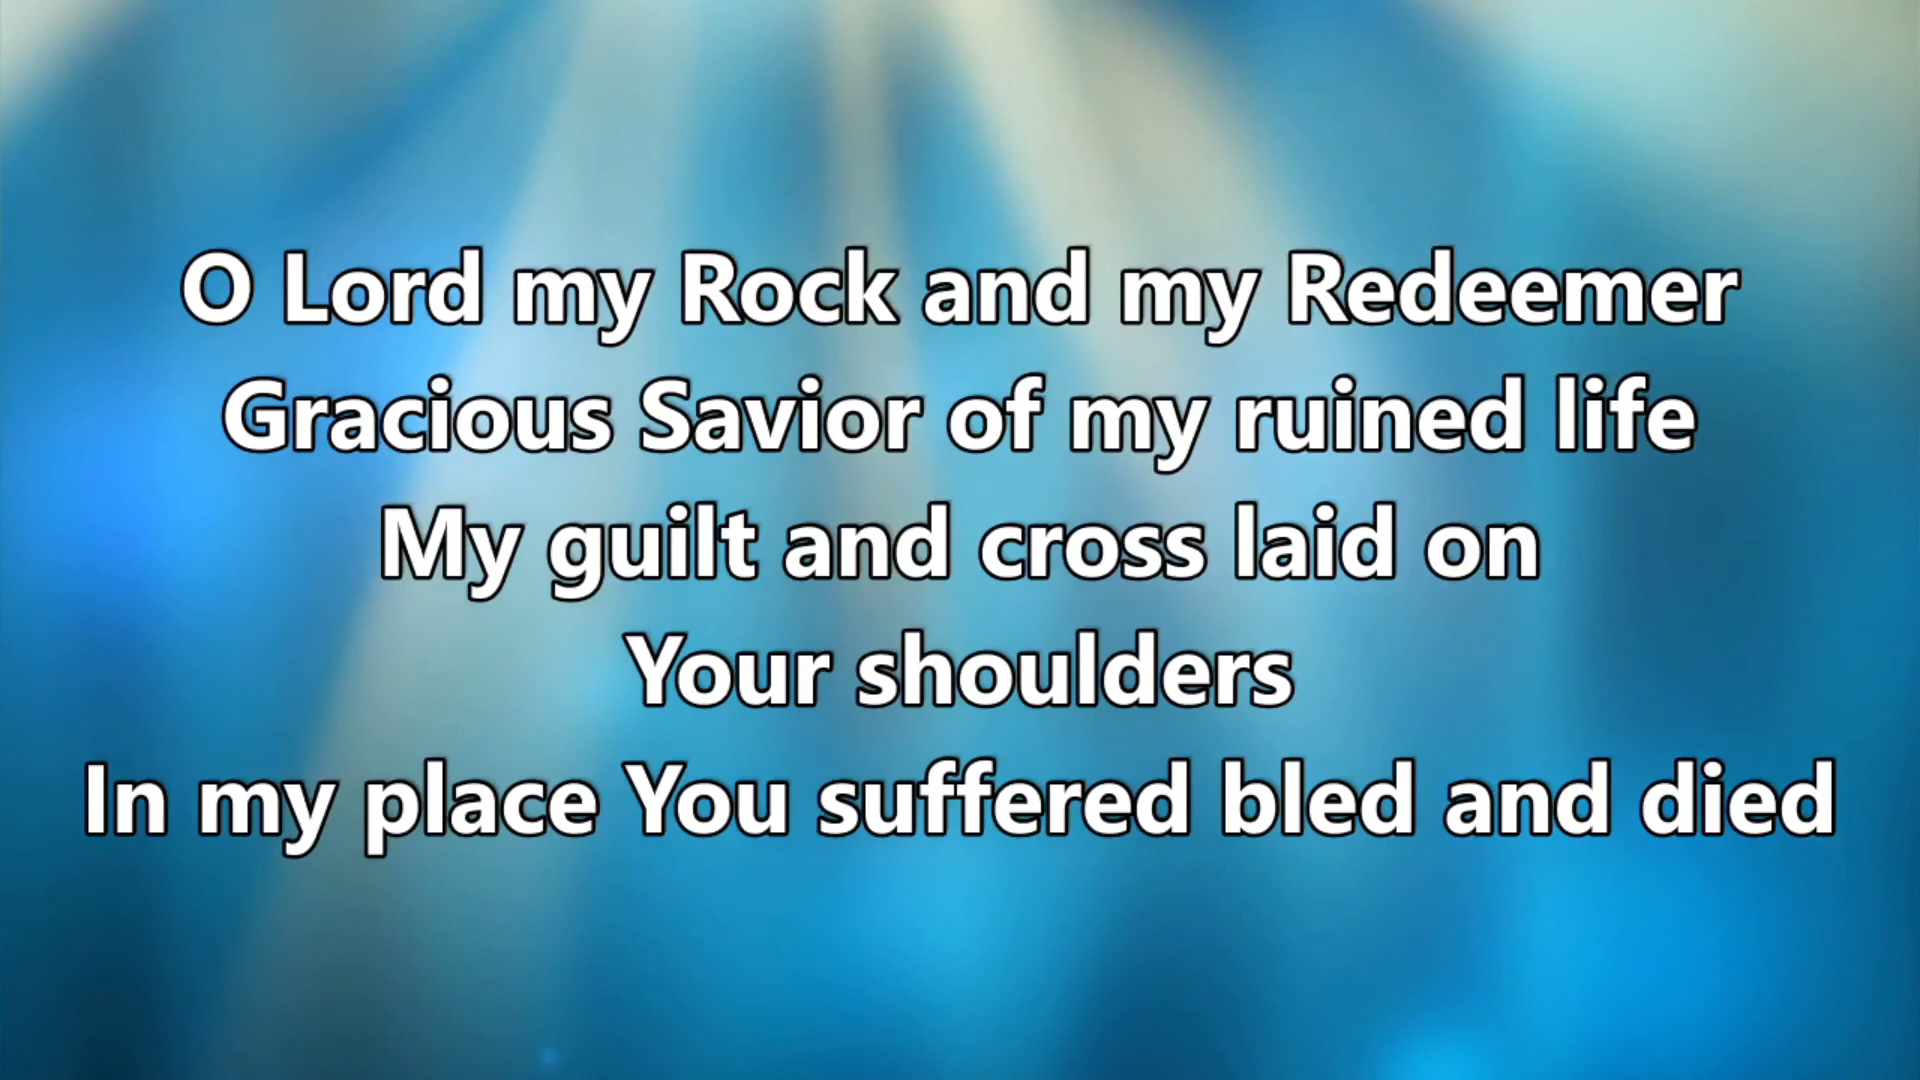 O Lord my Rock and my Redeemer
Gracious Savior of my ruined life
My guilt and cross laid on
Your shoulders
In my place You suffered bled and died